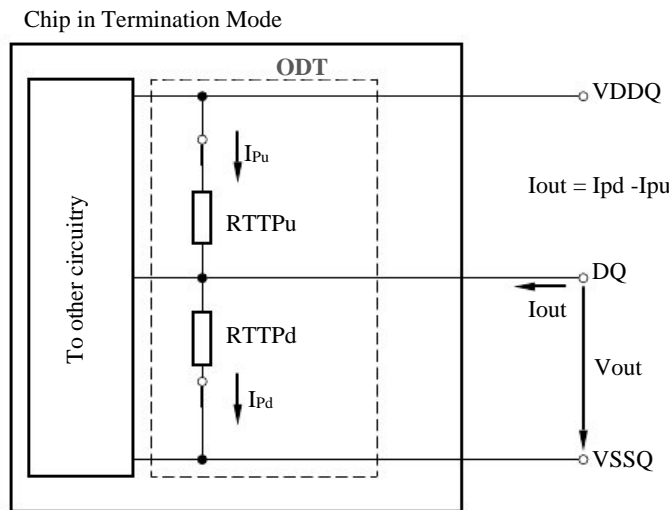 Chip in Termination Mode
ODT
VDDQ
IPu
Iout = Ipd -Ipu
RTTPu
To other circuitry
DQ
Iout
RTTPd
Vout
IPd
VSSQ